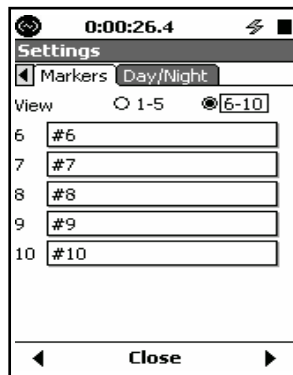 0:00:26.4
Settings
Markers Day/Night
View 1-5 6-10
6 #6
7 #7
8 #8
9 #9
10 #10
Close